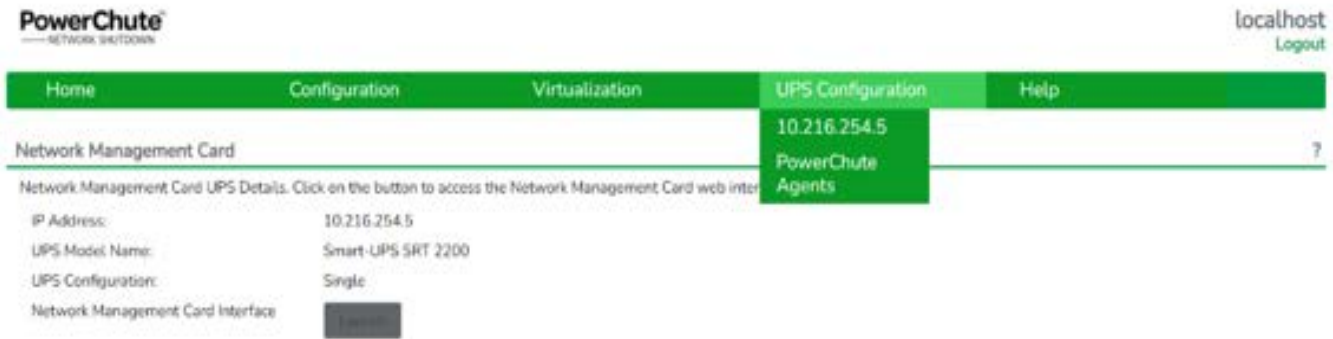 PowerChute
NETWORK SHUTDOWN
localhost
Logout
Home Configuration Virtualization UPS Configuration Help
10.216.254.5
PowerChute
Agents
Network Management Card ?
Network Management Card UPS Details. Click on the button to access the Network Management Card web inter
IP Address: 10.216.254.5
UPS Model Name: Smart-UPS SRT 2200
UPS Configuration: Single
Network Management Card Interface